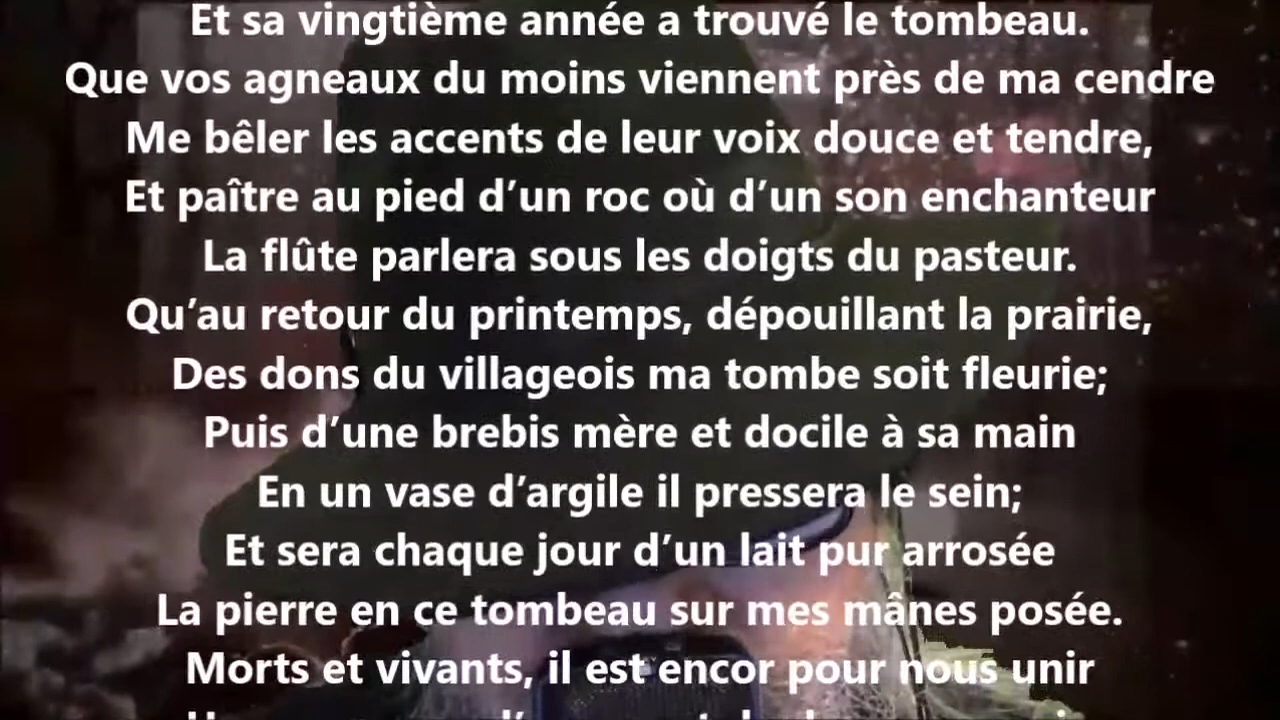 Et sa vingtième année a trouvé le tombeau.
Que vos agneaux du moins viennent près de ma cendre
Me bêler les accents de leur voix douce et tendre,
Et paître au pied d’un roc où d’un son enchanteur
La flûte parlera sous les doigts du pasteur.
Qu’au retour du printemps, dépouillant la prairie,
Des dons du villageois ma tombe soit fleurie;
Puis d’une brebis mère et docile à sa main
En un vase d’argile il pressera le sein;
Et sera chaque jour d’un lait pur arrosée
La pierre en ce tombeau sur mes mânes posée.
Morts et vivants, il est encor pour nous unir